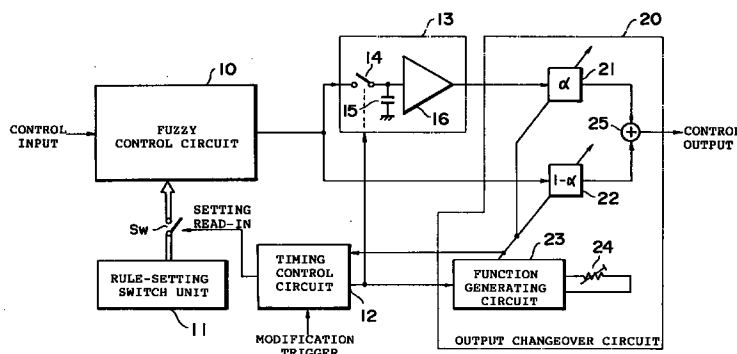 13
20
10
14
21
α
15
16
25
CONTROL
INPUT
FUZZY
CONTROL CIRCUIT
CONTROL
OUTPUT
1-α
22
Sw
SETTING
READ-IN
23
24
RULE-SETTING
SWITCH UNIT
TIMING
CONTROL
CIRCUIT
FUNCTION
GENERATING
CIRCUIT
11
12
MODIFICATION
TRIGGER
OUTPUT CHANGEOVER CIRCUIT